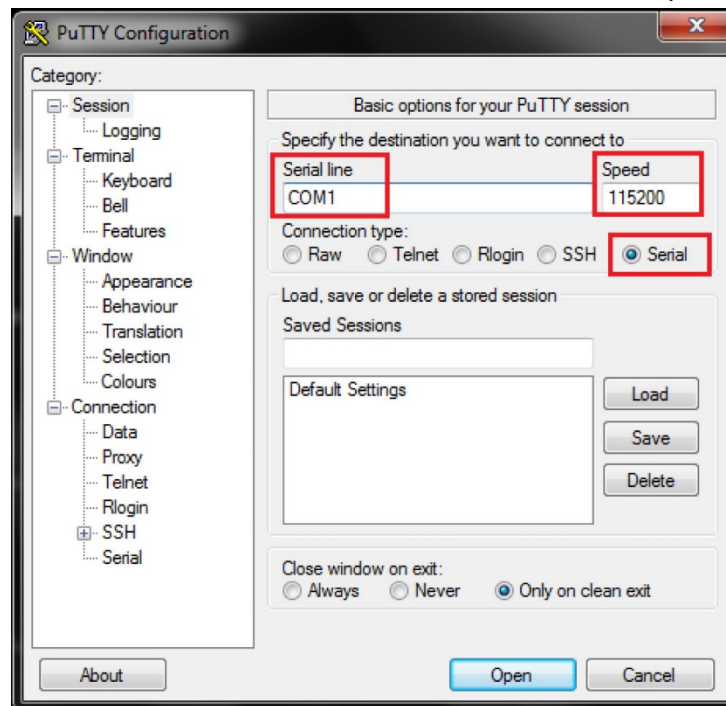 PuTTY Configuration
Category:
Session
Logging
Terminal
Keyboard
Bell
Features
Window
Appearance
Behaviour
Translation
Selection
Colours
Connection
Data
Proxy
Telnet
Rlogin
SSH
Serial
Basic options for your PuTTY session
Specify the destination you want to connect to
Serial line Speed
COM1 115200
Connection type:
Raw Telnet Rlogin SSH Serial
Load, save or delete a stored session
Saved Sessions
Default Settings
Load
Save
Delete
Close window on exit:
Always Never Only on clean exit
About Open Cancel